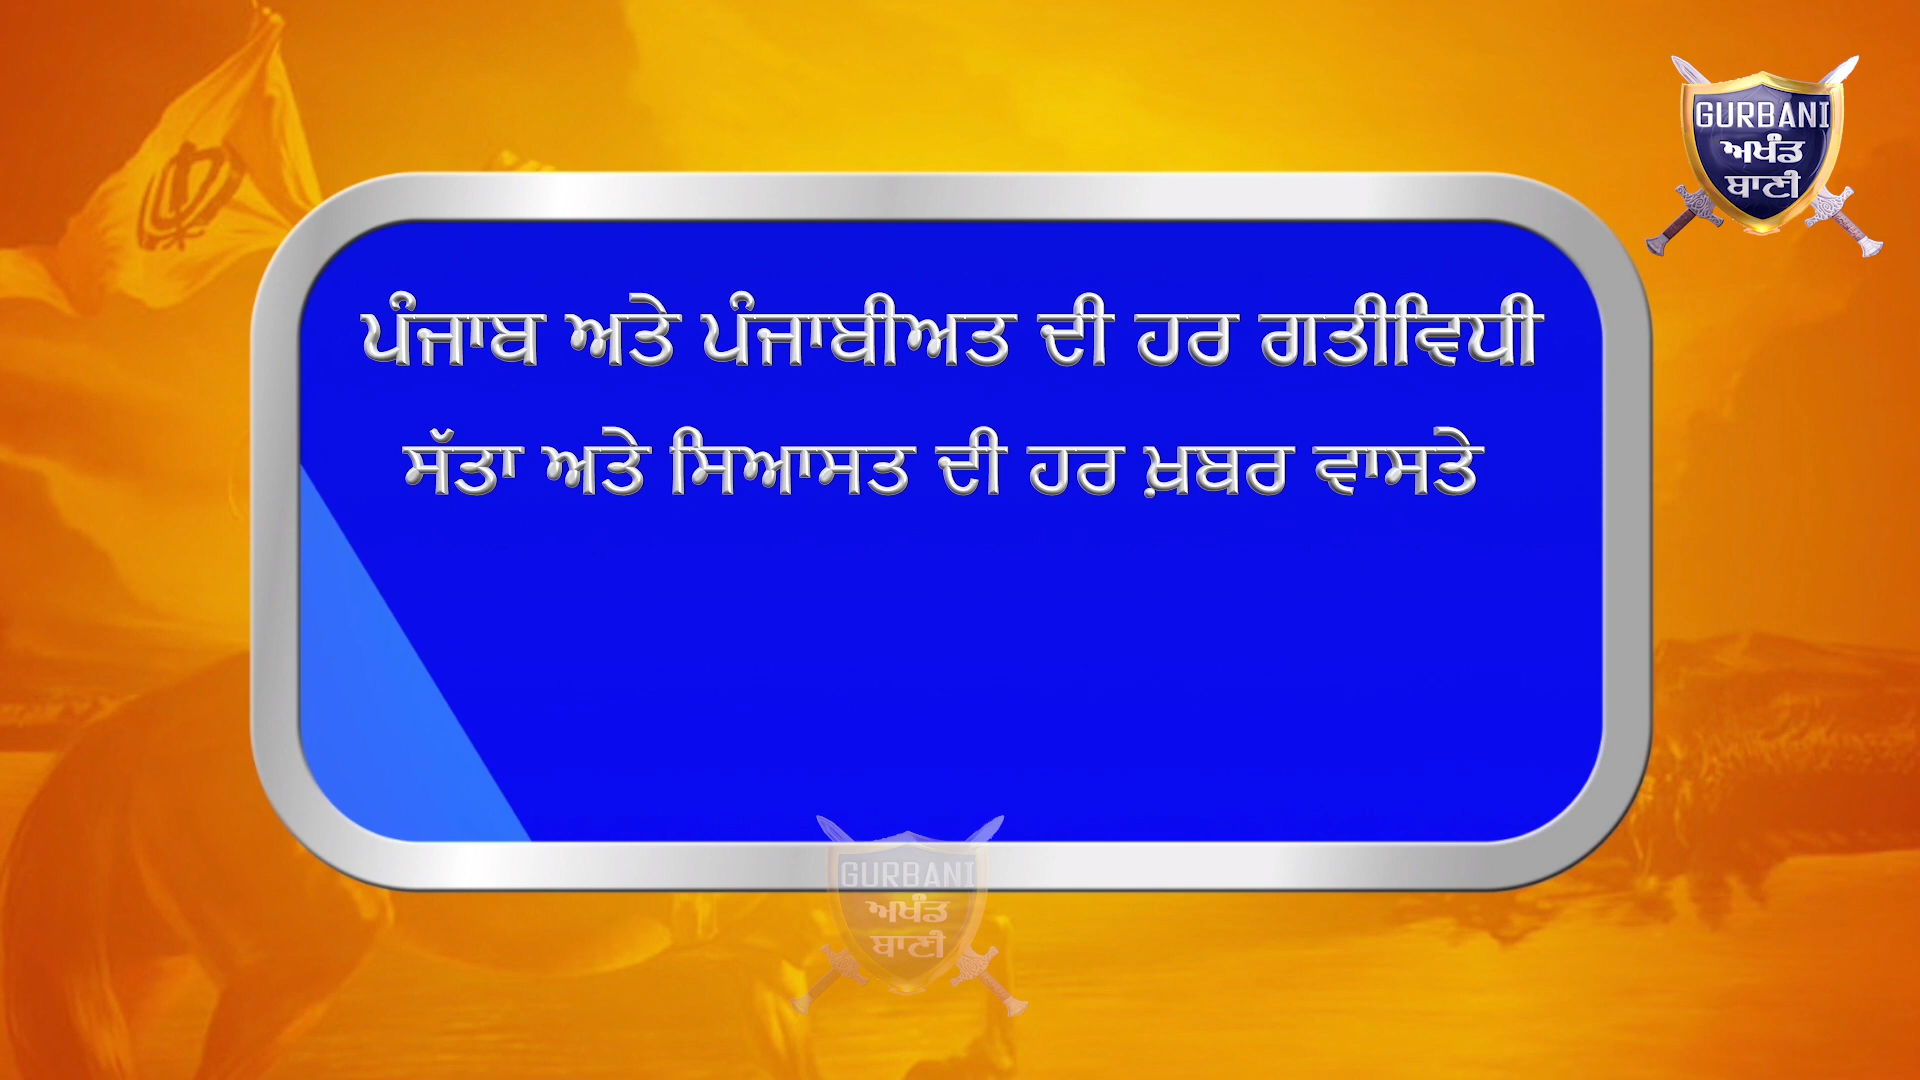 GURBANI
ਅਖੰਡ
ਬਾਣੀ
ਪੰਜਾਬ ਅਤੇ ਪੰਜਾਬੀਅਤ ਦੀ ਹਰ ਗਤੀਵਿਧੀ
ਸੱਤਾ ਅਤੇ ਸਿਆਸਤ ਦੀ ਹਰ ਖ਼ਬਰ ਵਾਸਤੇ
GURBANI
ਅਖੰਡ
ਬਾਣੀ